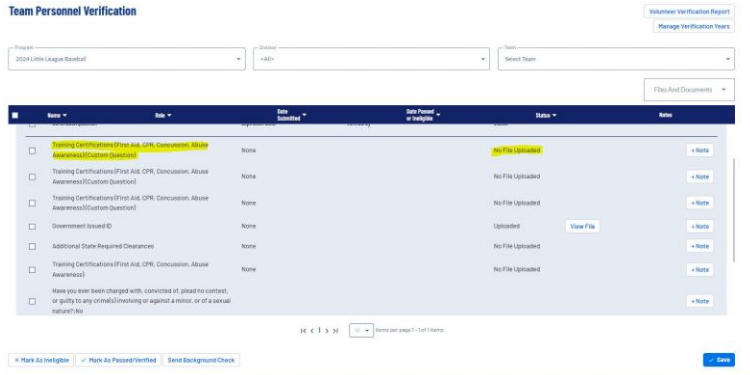 Team Personnel Verification
Volunteer Verification Report
Manage Verification Years
Program
2024 Little League Baseball
Division
<All>
Team
Select Team
Files And Documents
Name Role Date Submitted Date Passed or Ineligible Status Notes
Training Certifications (First Aid, CPR, Concussion, Abuse
Awareness) (Custom Question) None No File Uploaded + Note
Training Certifications (First Aid, CPR, Concussion, Abuse
Awareness) (Custom Question) None No File Uploaded + Note
Training Certifications (First Aid, CPR, Concussion, Abuse
Awareness) (Custom Question) None No File Uploaded + Note
Government Issued ID None Uploaded View File + Note
Additional State Required Clearances None No File Uploaded + Note
Training Certifications (First Aid, CPR, Concussion, Abuse
Awareness) None No File Uploaded + Note
Have you ever been charged with, convicted of, plead no contest,
or guilty to any crime(s) involving or against a minor, or of a sexual
nature?: No + Note
1 items per page 1 - 1 of 1 items
× Mark As Ineligible ✓ Mark As Passed/Verified Send Background Check ✓ Save